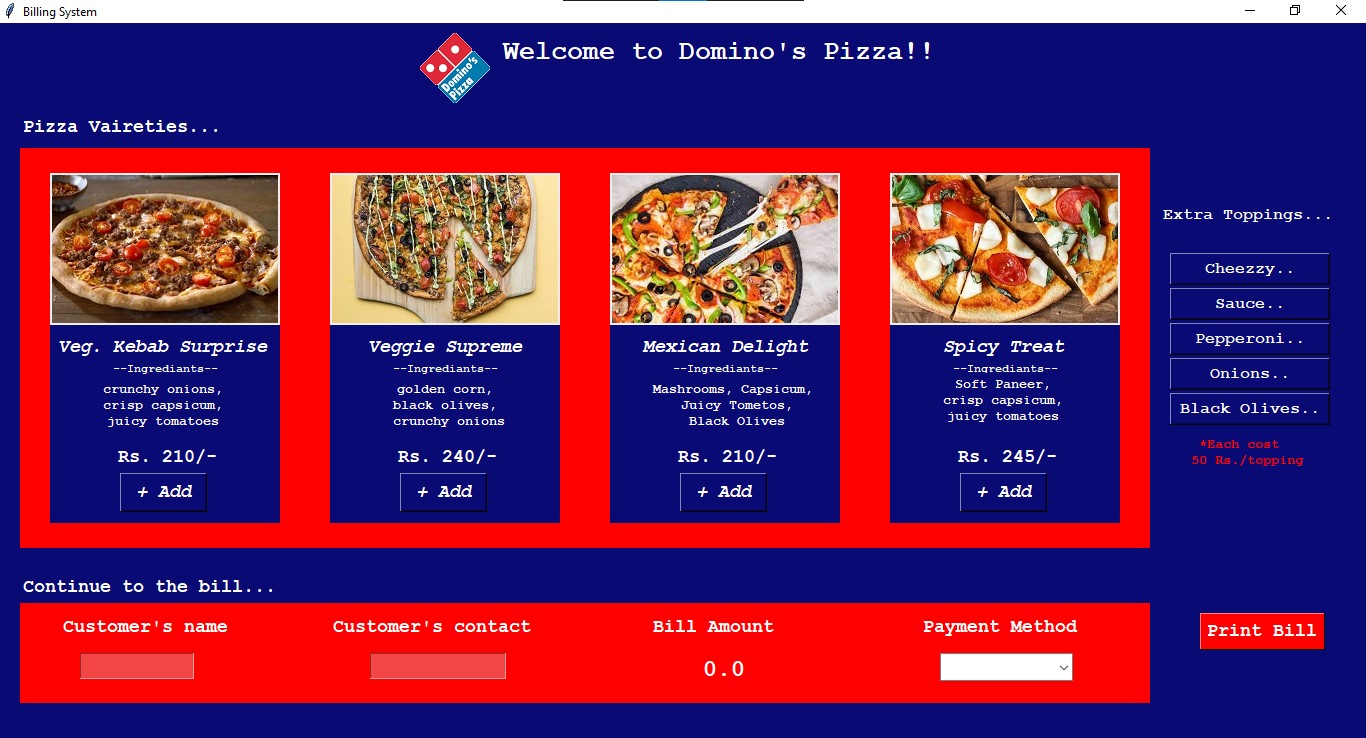 Billing System
Welcome to Domino's Pizza!!
Domino's
Pizza
Pizza Vaireties...
Veg. Kebab Surprise
--Ingrediants--
crunchy onions,
crisp capsicum,
juicy tomatoes
Rs. 210/-
+ Add
Veggie Supreme
--Ingrediants--
golden corn,
black olives,
crunchy onions
Rs. 240/-
+ Add
Mexican Delight
--Ingrediants--
Mashrooms, Capsicum,
Juicy Tometos,
Black Olives
Rs. 210/-
+ Add
Spicy Treat
--Ingrediants--
Soft Paneer,
crisp capsicum,
juicy tomatoes
Rs. 245/-
+ Add
Extra Toppings...
Cheezzy..
Sauce..
Pepperoni..
Onions..
Black Olives..
*Each cost
50 Rs./topping
Continue to the bill...
Customer's name
Customer's contact
Bill Amount
0.0
Payment Method
Print Bill